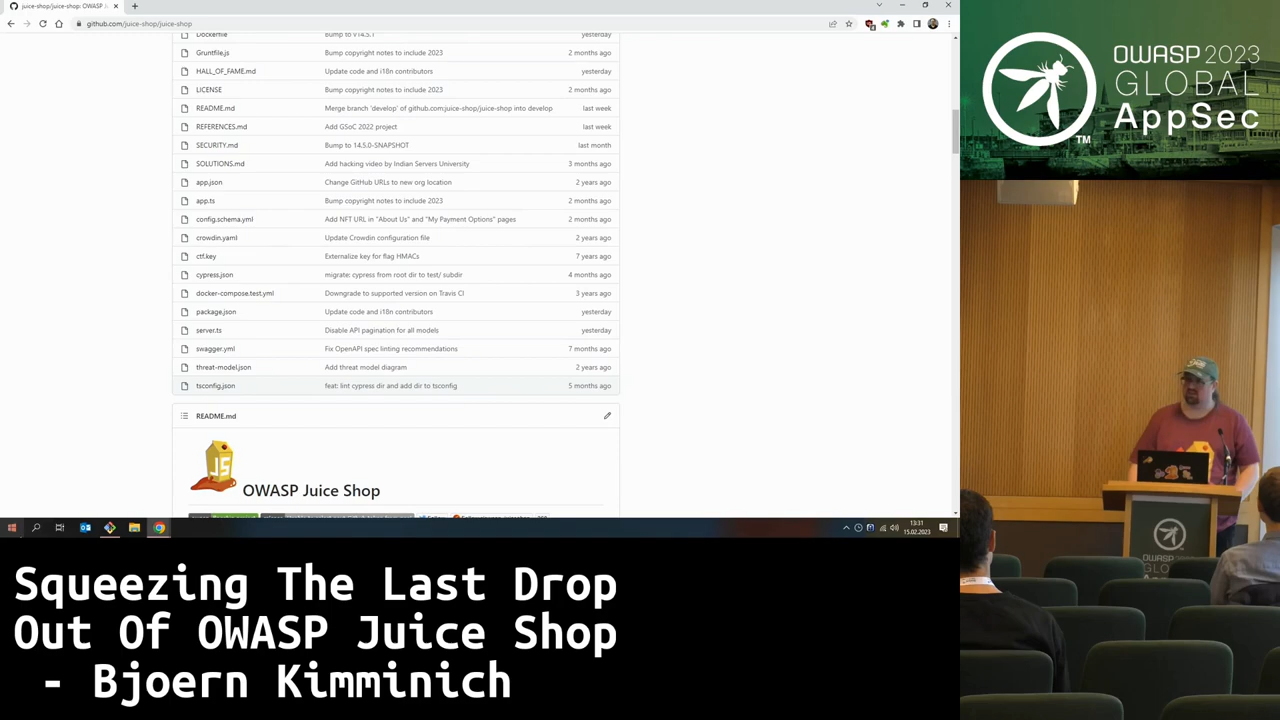 juice-shop/juice-shop: OWASP J
github.com/juice-shop/juice-shop
Dockerfile Bump to v14.5.1 yesterday
Gruntfile.js Bump copyright notes to include 2023 2 months ago
HALL_OF_FAME.md Update code and i18n contributors yesterday
LICENSE Bump copyright notes to include 2023 2 months ago
README.md Merge branch 'develop' of github.com:juice-shop/juice-shop into develop last week
REFERENCES.md Add GSoC 2022 project last week
SECURITY.md Bump to 14.5.0-SNAPSHOT last month
SOLUTIONS.md Add hacking video by Indian Servers University 3 months ago
app.json Change GitHub URLs to new org location 2 years ago
app.ts Bump copyright notes to include 2023 2 months ago
config.schema.yml Add NFT URL in "About Us" and "My Payment Options" pages 2 months ago
crowdin.yaml Update Crowdin configuration file 2 years ago
ctf.key Externalize key for flag HMACs 7 years ago
cypress.json migrate: cypress from root dir to test/ subdir 4 months ago
docker-compose.test.yml Downgrade to supported version on Travis CI 3 years ago
package.json Update code and i18n contributors yesterday
server.ts Disable API pagination for all models yesterday
swagger.yml Fix OpenAPI spec linting recommendations 7 months ago
threat-model.json Add threat model diagram 2 years ago
tsconfig.json feat: lint cypress dir and add dir to tsconfig 5 months ago
README.md
JS
OWASP Juice Shop
13:31
15.02.2023
OWASP 2023
GLOBAL
AppSec
TM
OWASP 2023
Squeezing The Last Drop
Out Of OWASP Juice Shop
- Bjoern Kimminich